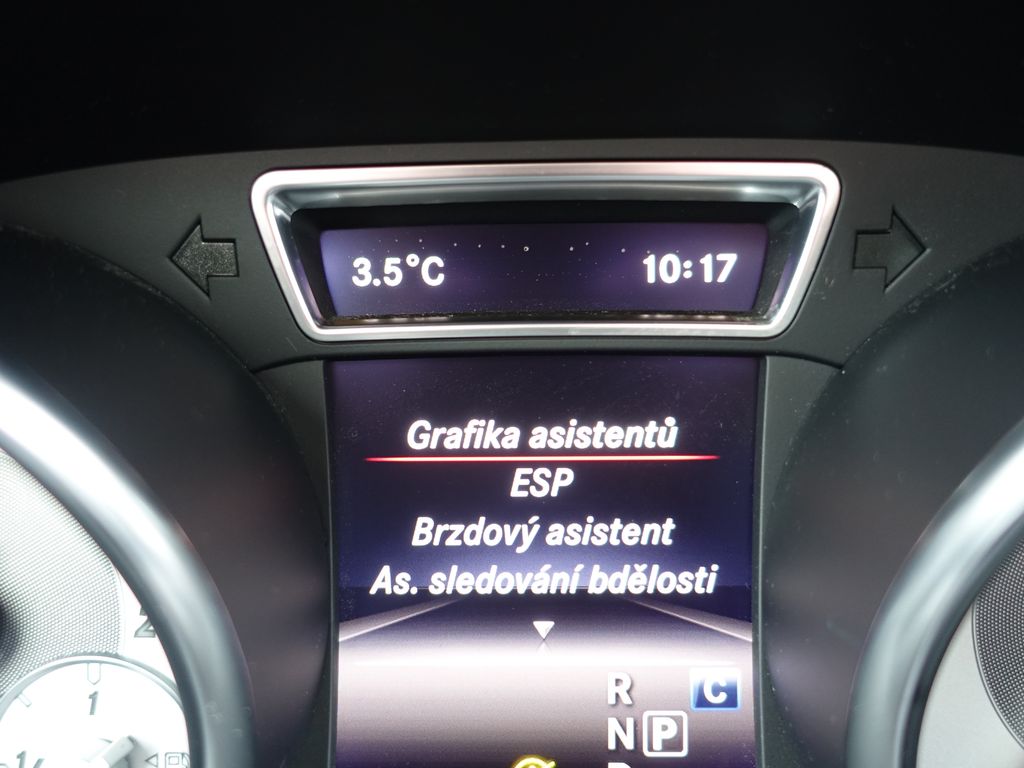 3.5°C 10:17
Grafika asistentů
ESP
Brzdový asistent
As. sledování bdělosti
R C
N P
1